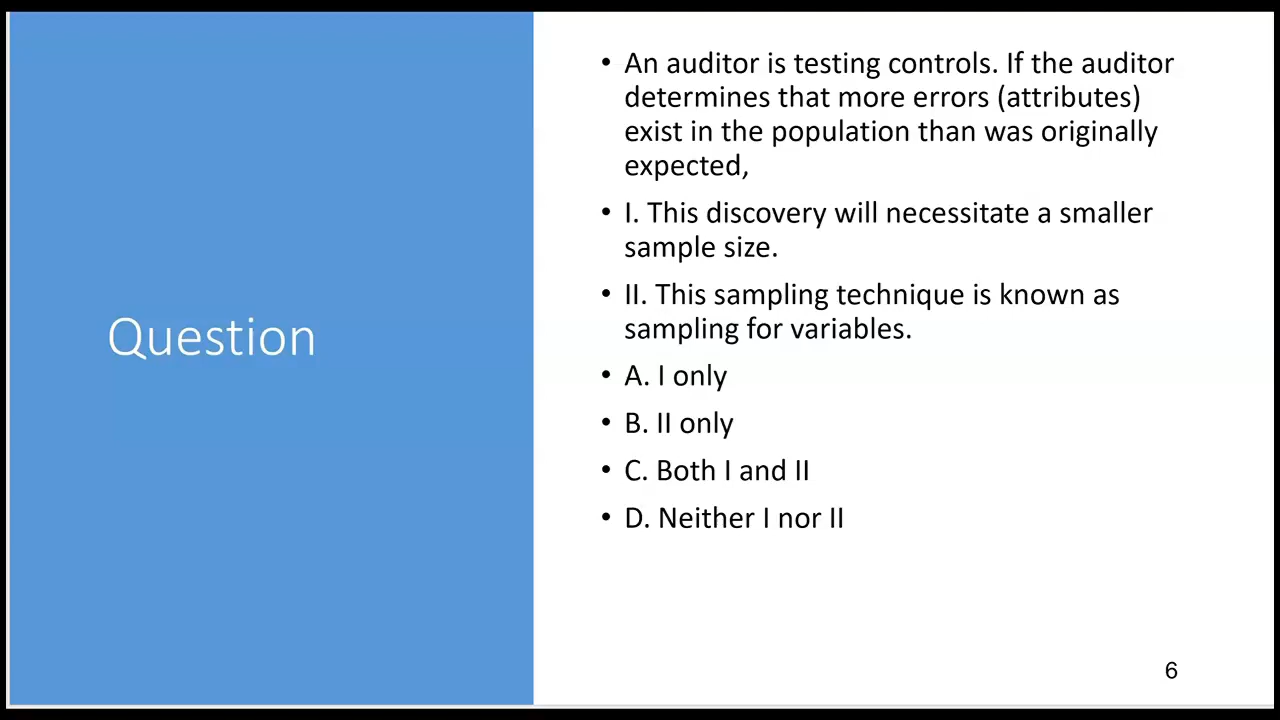 Question
• An auditor is testing controls. If the auditor
determines that more errors (attributes)
exist in the population than was originally
expected,
• I. This discovery will necessitate a smaller
sample size.
• II. This sampling technique is known as
sampling for variables.
• A. I only
• B. II only
• C. Both I and II
• D. Neither I nor II
6